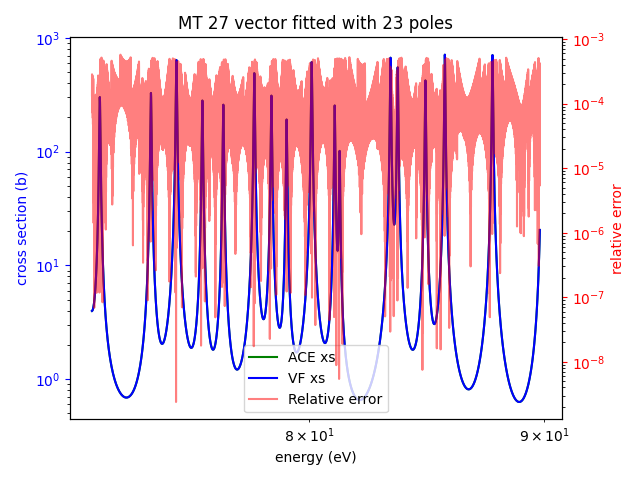 MT 27 vector fitted with 23 poles
10³
10²
10¹
10⁰
cross section (b)
10⁻³
10⁻⁴
10⁻⁵
10⁻⁶
10⁻⁷
10⁻⁸
relative error
ACE xs
VF xs
Relative error
8 × 10¹
9 × 10¹
energy (eV)